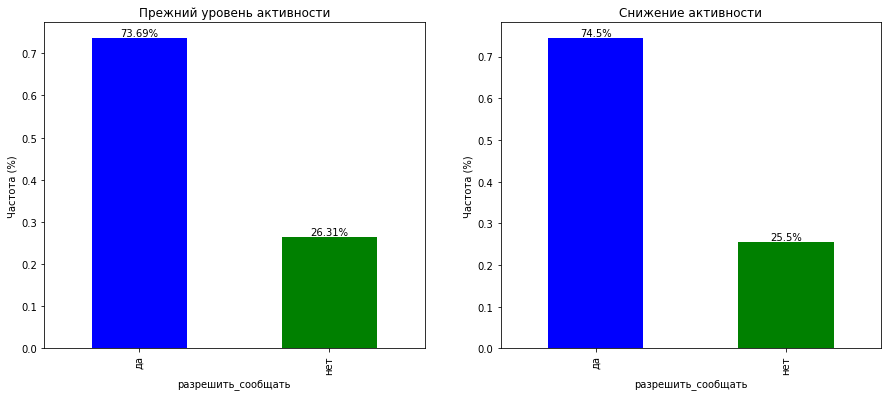 Прежний уровень активности
73.69%
26.31%
0.7
0.6
0.5
0.4
0.3
0.2
0.1
0.0
Частота (%)
да
нет
разрешить_сообщать
Снижение активности
74.5%
25.5%
0.7
0.6
0.5
0.4
0.3
0.2
0.1
0.0
Частота (%)
да
нет
разрешить_сообщать